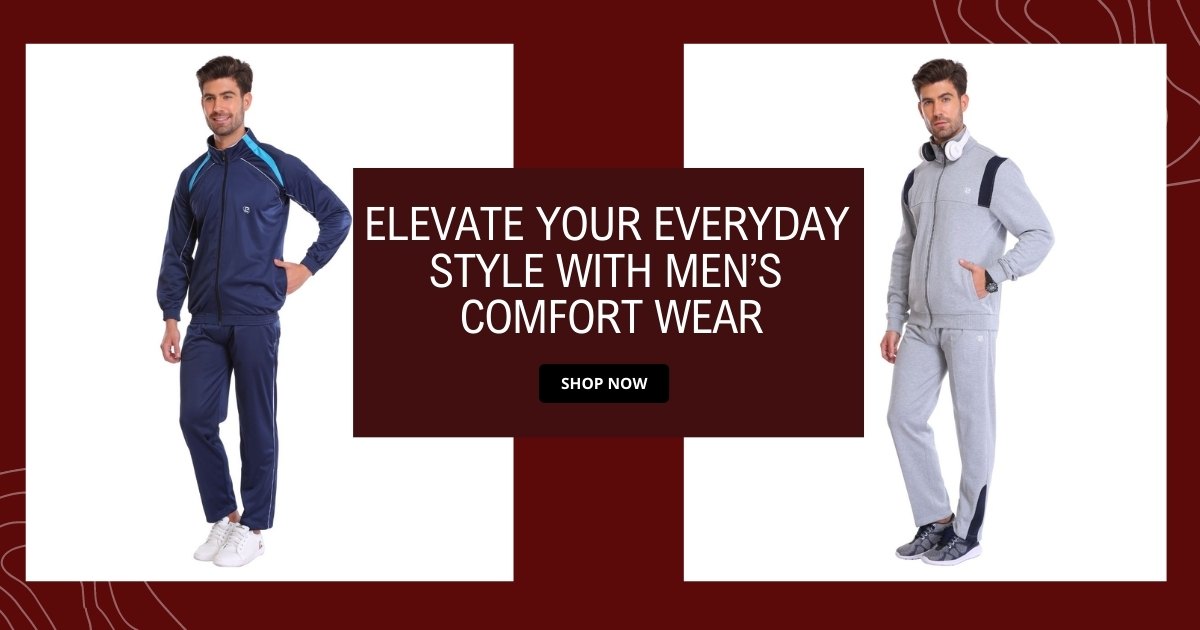 ELEVATE YOUR EVERYDAY
STYLE WITH MEN’S
COMFORT WEAR
SHOP NOW